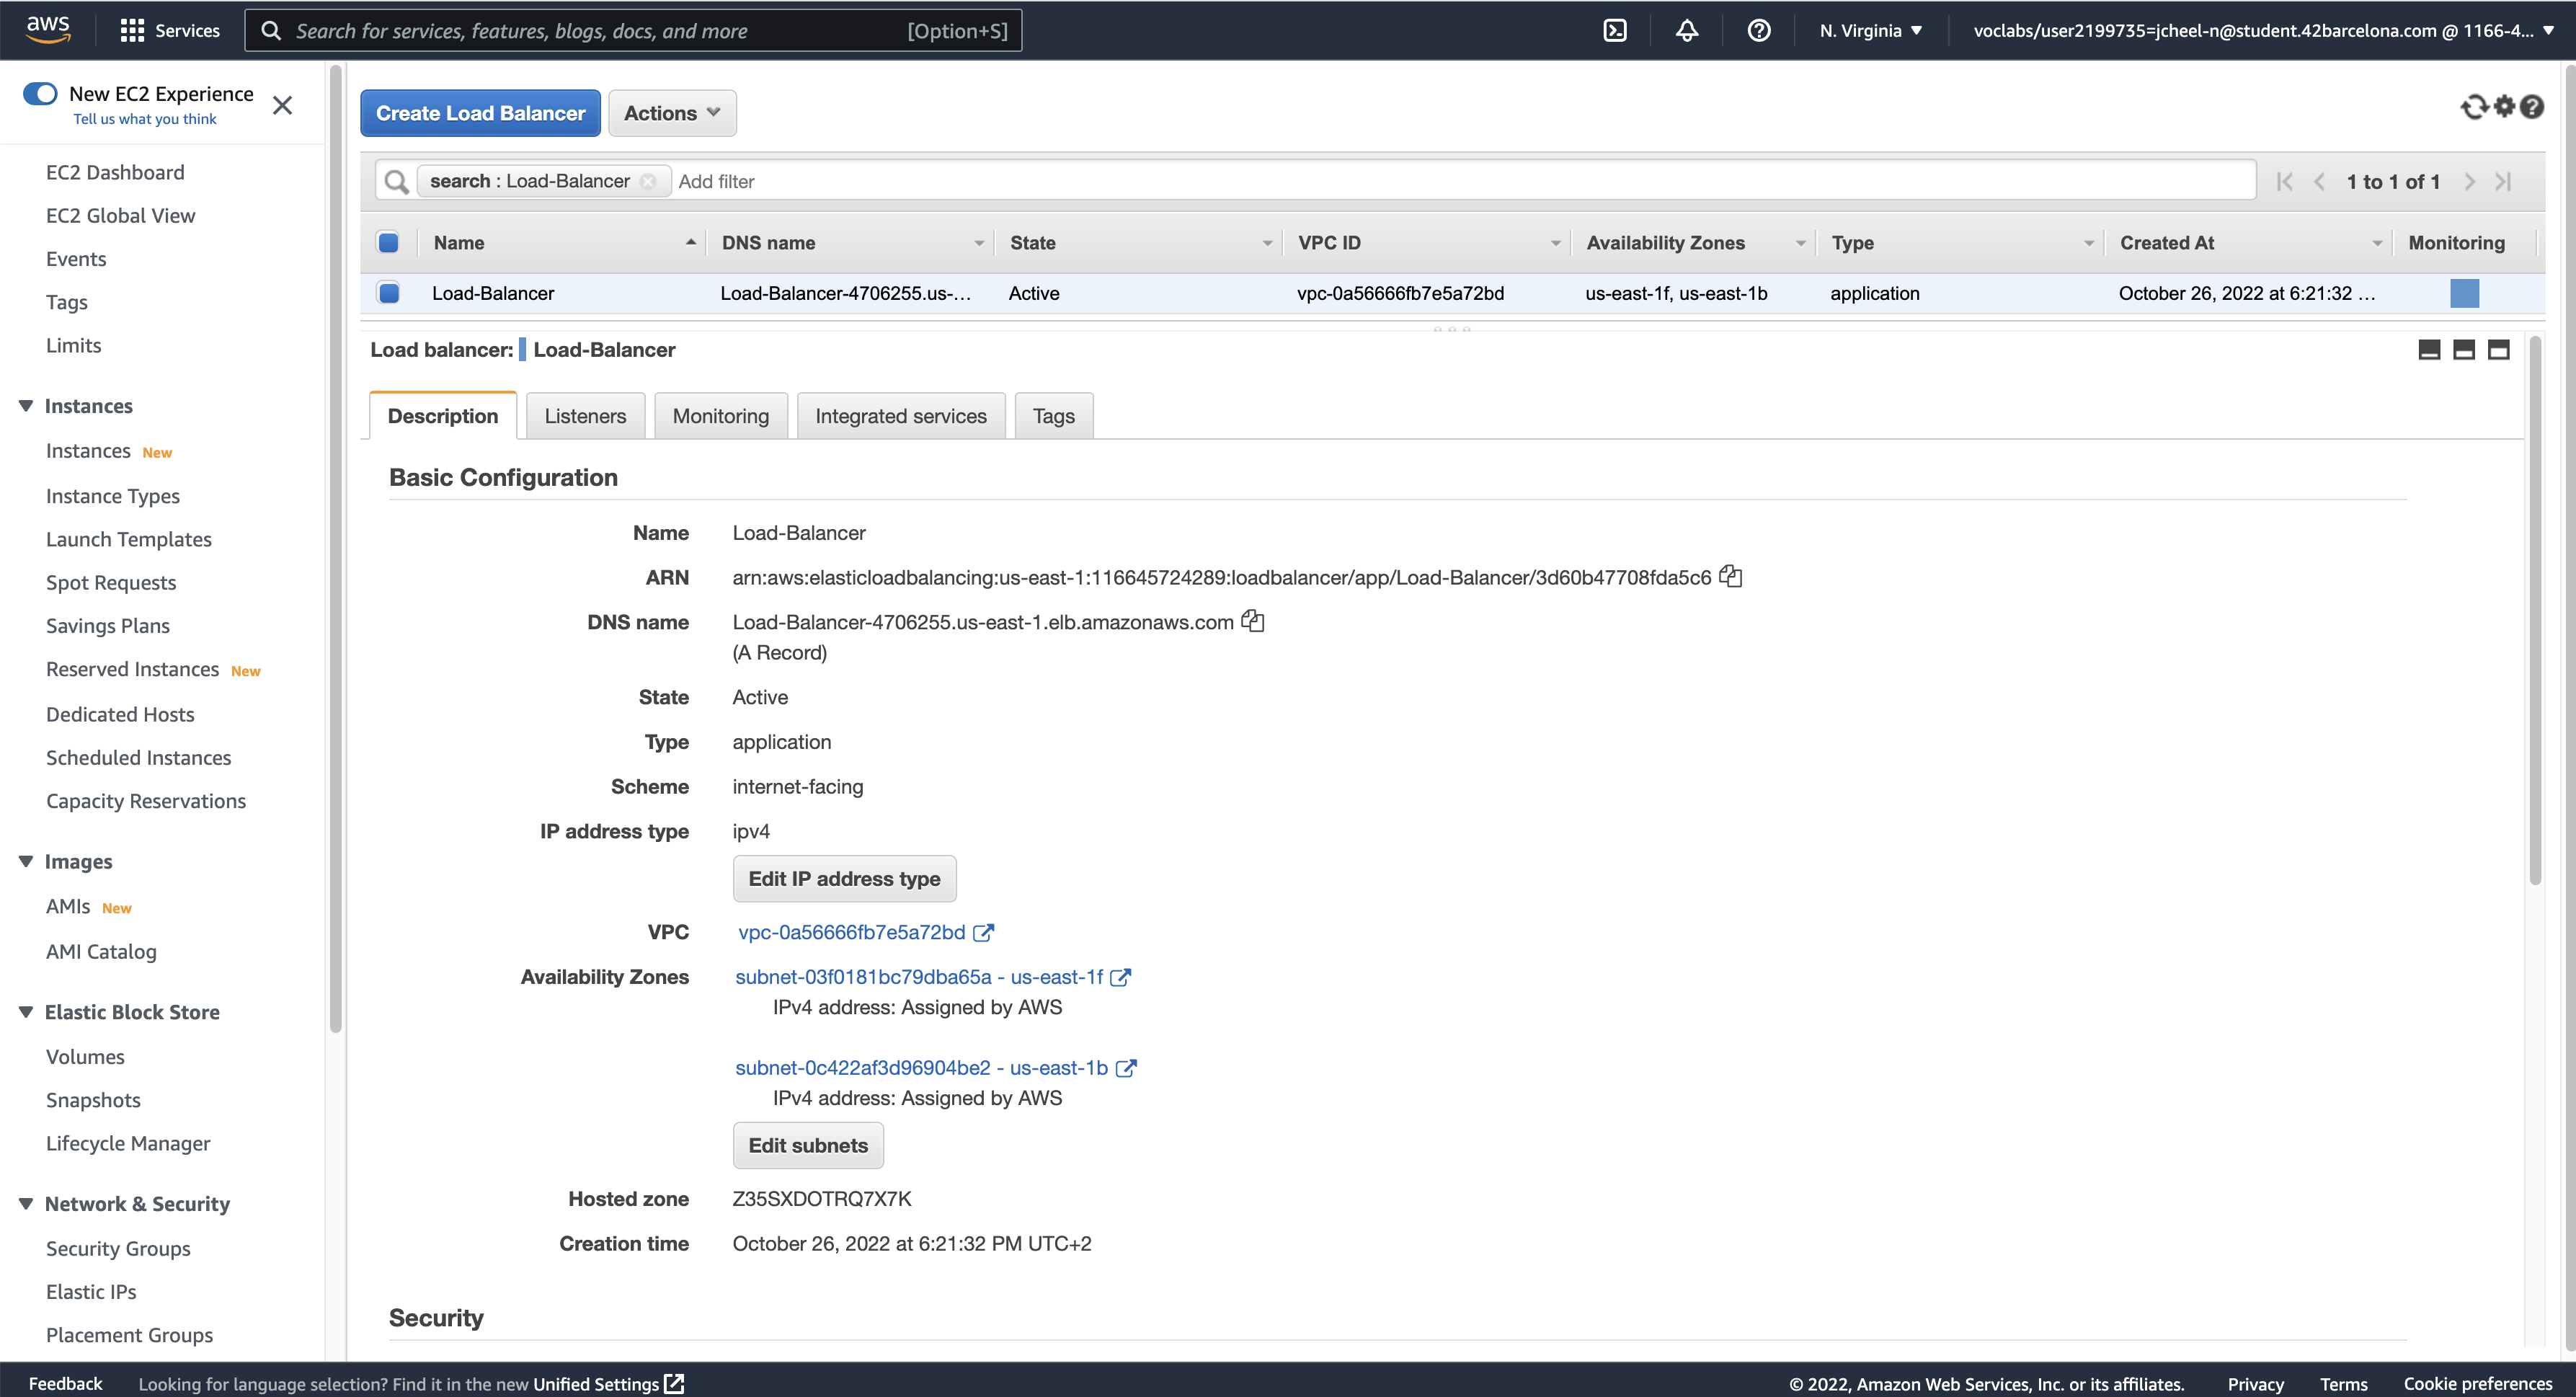 aws
Services
Search for services, features, blogs, docs, and more
[Option+S]
N. Virginia
voclabs/user2199735=jcheel-n@student.42barcelona.com @ 1166-4...
New EC2 Experience
Tell us what you think
EC2 Dashboard
EC2 Global View
Events
Tags
Limits
Instances
Instances New
Instance Types
Launch Templates
Spot Requests
Savings Plans
Reserved Instances New
Dedicated Hosts
Scheduled Instances
Capacity Reservations
Images
AMIs New
AMI Catalog
Elastic Block Store
Volumes
Snapshots
Lifecycle Manager
Network & Security
Security Groups
Elastic IPs
Placement Groups
Create Load Balancer
Actions
search : Load-Balancer
Add filter
1 to 1 of 1
Name DNS name State VPC ID Availability Zones Type Created At Monitoring
Load-Balancer Load-Balancer-4706255.us-... Active vpc-0a56666fb7e5a72bd us-east-1f, us-east-1b application October 26, 2022 at 6:21:32 ...
Load balancer: Load-Balancer
Description Listeners Monitoring Integrated services Tags
Basic Configuration
Name Load-Balancer
ARN arn:aws:elasticloadbalancing:us-east-1:116645724289:loadbalancer/app/Load-Balancer/3d60b47708fda5c6
DNS name Load-Balancer-4706255.us-east-1.elb.amazonaws.com
(A Record)
State Active
Type application
Scheme internet-facing
IP address type ipv4
Edit IP address type
VPC vpc-0a56666fb7e5a72bd
Availability Zones subnet-03f0181bc79dba65a - us-east-1f
IPv4 address: Assigned by AWS
subnet-0c422af3d96904be2 - us-east-1b
IPv4 address: Assigned by AWS
Edit subnets
Hosted zone Z35SXDOTRQ7X7K
Creation time October 26, 2022 at 6:21:32 PM UTC+2
Security
Feedback
Looking for language selection? Find it in the new Unified Settings
© 2022, Amazon Web Services, Inc. or its affiliates.
Privacy
Terms
Cookie preferences